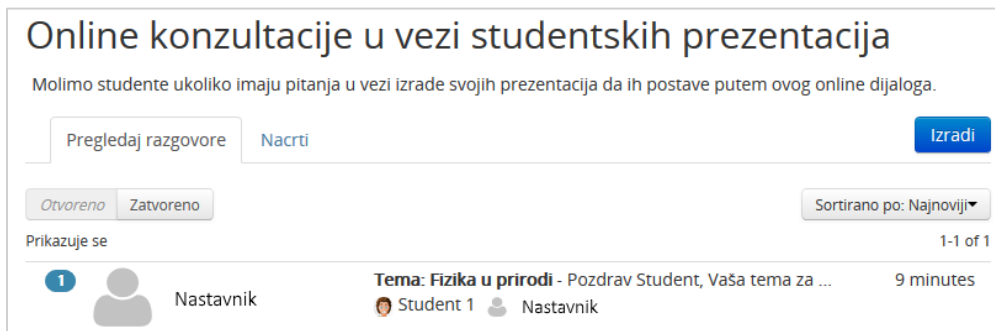 Online konzultacije u vezi studentskih prezentacija
Molimo studente ukoliko imaju pitanja u vezi izrade svojih prezentacija da ih postave putem ovog online dijaloga.
Pregledaj razgovore Nacrti Izradi
Otvoreno Zatvoreno Sortirano po: Najnoviji
Prikazuje se 1-1 of 1
1 Nastavnik Tema: Fizika u prirodi - Pozdrav Student, Vaša tema za ... 9 minutes
Student 1 Nastavnik